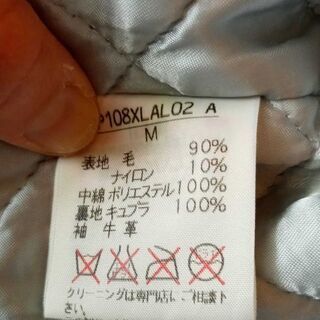 P108XLAL02 A
M
表地 毛 90%
ナイロン 10%
中綿 ポリエステル 100%
裏地 キュプラ 100%
袖 牛革
クリーニングは専門店にご相談下
さい。